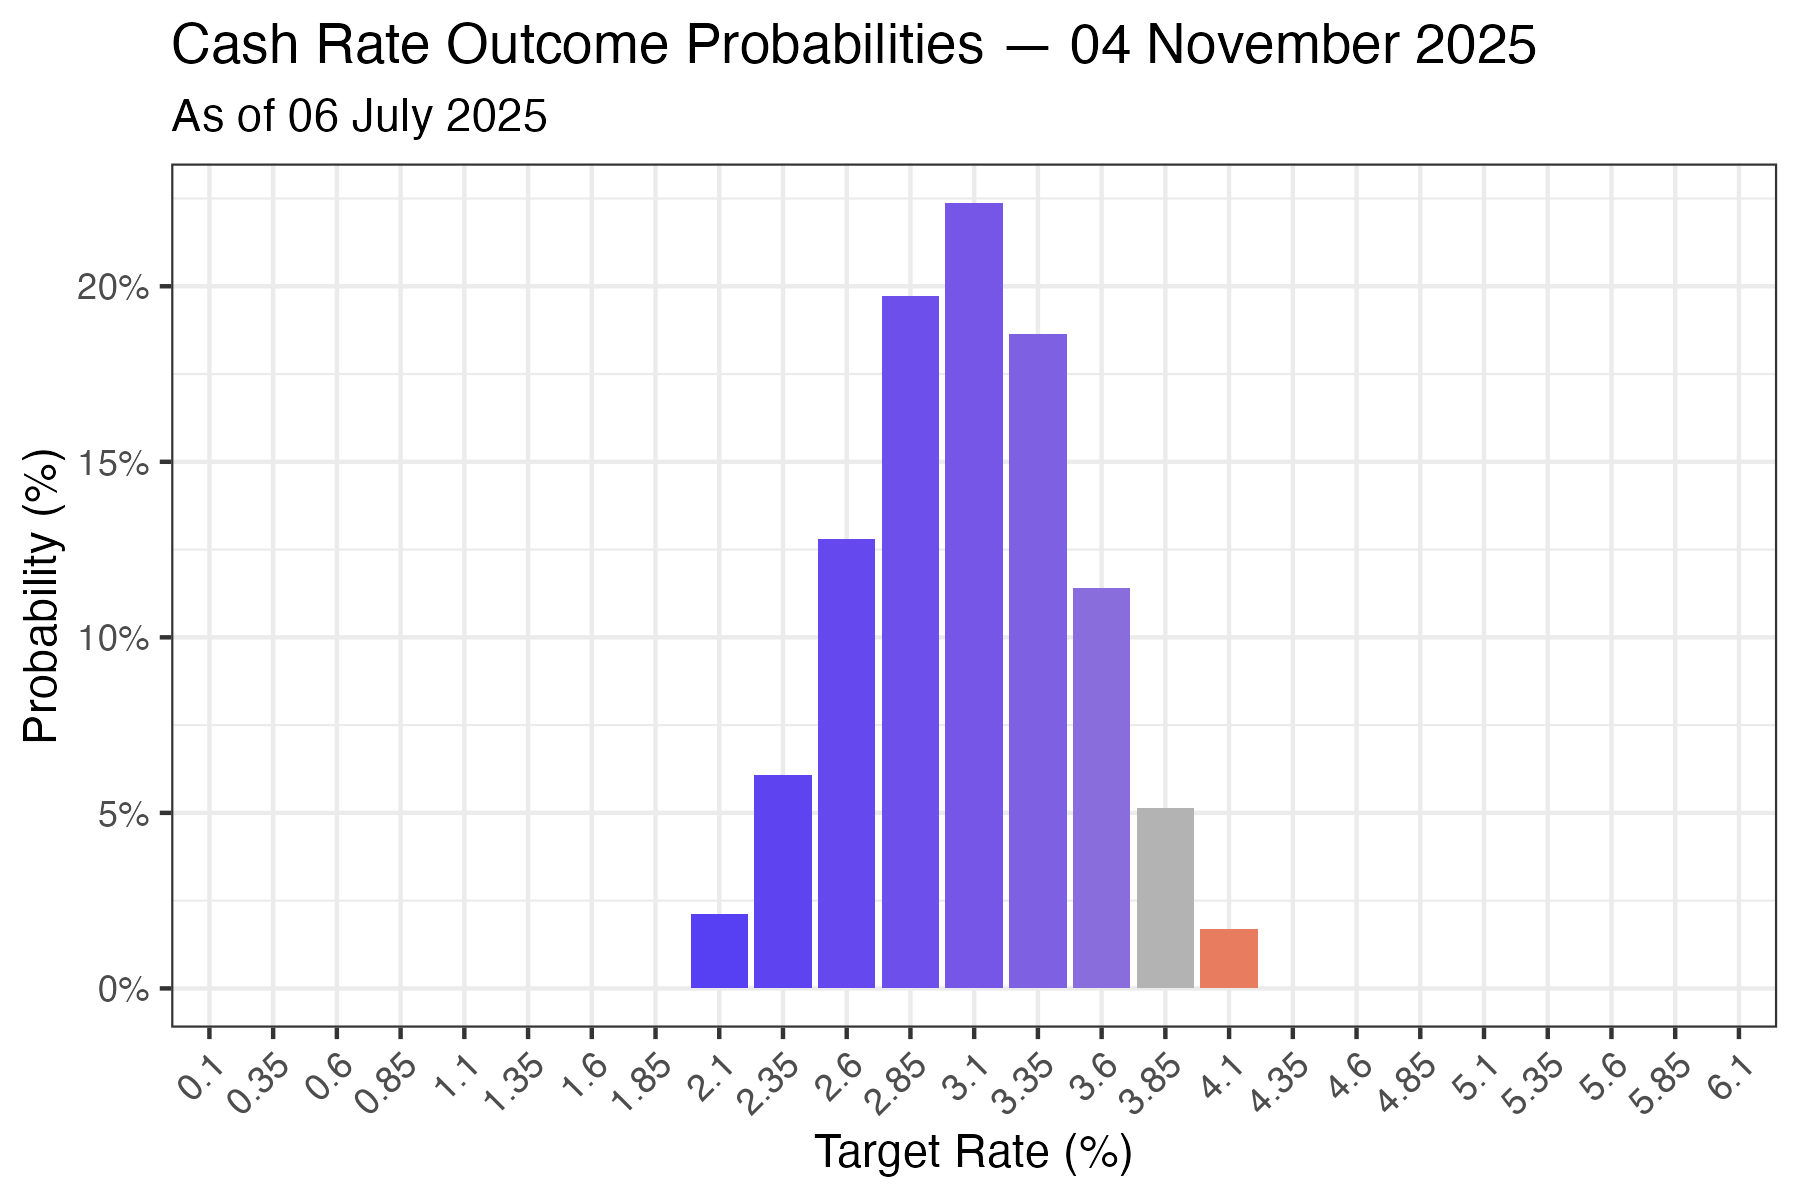 Cash Rate Outcome Probabilities — 04 November 2025
As of 06 July 2025
Probability (%)
20%
15%
10%
5%
0%
0.1 0.35 0.6 0.85 1.1 1.35 1.6 1.85 2.1 2.35 2.6 2.85 3.1 3.35 3.6 3.85 4.1 4.35 4.6 4.85 5.1 5.35 5.6 5.85 6.1
Target Rate (%)